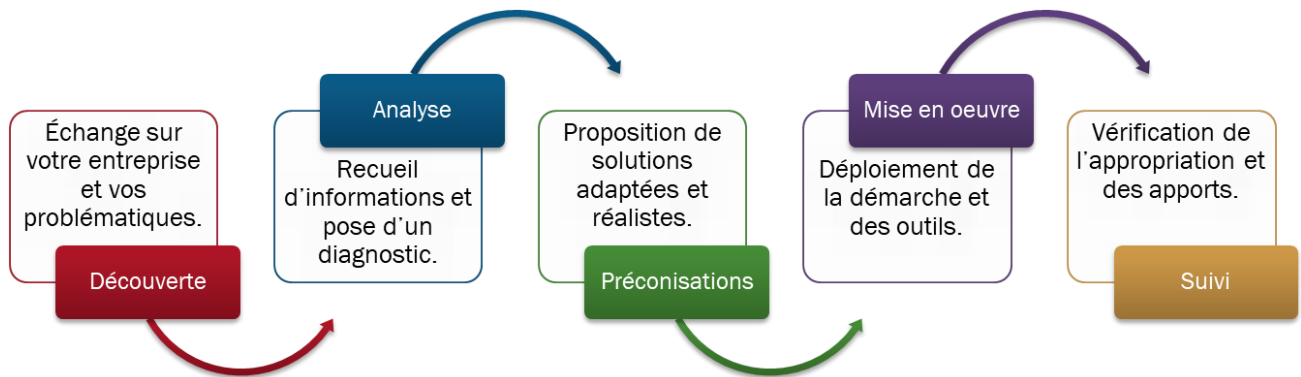 Échange sur
votre entreprise
et vos
problématiques.
Découverte
Analyse
Recueil
d’informations et
pose d’un
diagnostic.
Proposition de
solutions
adaptées et
réalistes.
Préconisations
Mise en oeuvre
Déploiement de
la démarche et
des outils.
Vérification de
l’appropriation et
des apports.
Suivi